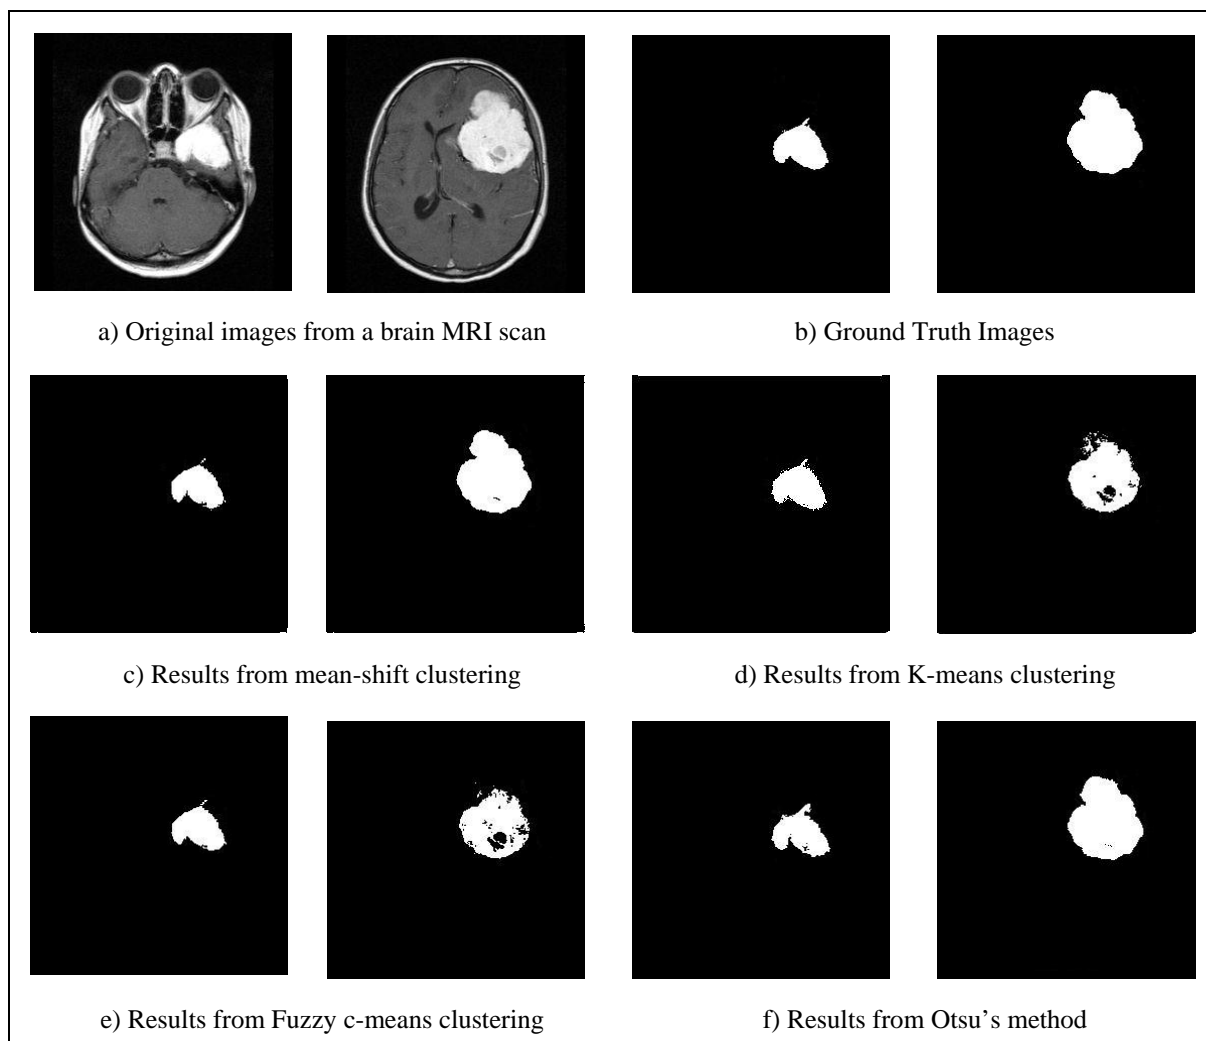 a) Original images from a brain MRI scan
b) Ground Truth Images
c) Results from mean-shift clustering
d) Results from K-means clustering
e) Results from Fuzzy c-means clustering
f) Results from Otsu’s method